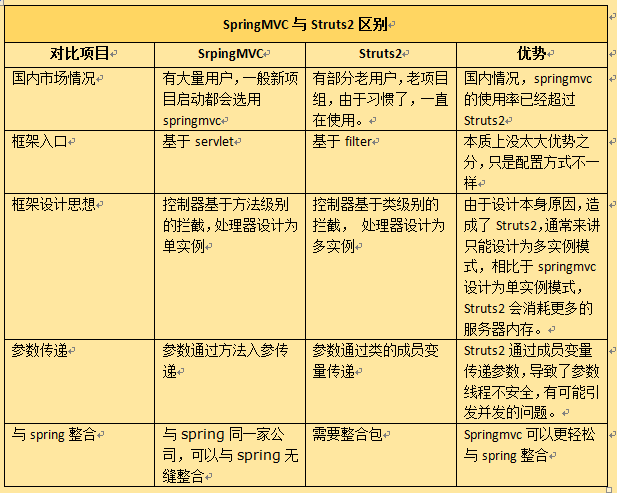 SpringMVC 与 Struts2 区别
对比项目
SrpingMVC
Struts2
优势
国内市场情况
有大量用户，一般新项
目启动都会选用
springmvc
有部分老用户，老项目
组，由于习惯了，一直
在使用。
国内情况，springmvc
的使用率已经超过
Struts2
框架入口
基于 servlet
基于 filter
本质上没太大优势之
分，只是配置方式不一
样
框架设计思想
控制器基于方法级别
的拦截，处理器设计为
单实例
控制器基于类级别的
拦截， 处理器设计为
多实例
由于设计本身原因，造
成了 Struts2，通常来讲
只能设计为多实例模
式，相比于 springmvc
设计为单实例模式，
Struts2 会消耗更多的
服务器内存。
参数传递
参数通过方法入参传
递
参数通过类的成员变
量传递
Struts2 通过成员变量
传递参数，导致了参数
线程不安全，有可能引
发并发的问题。
与 spring 整合
与 spring 同一家公
司，可以与 spring 无
缝整合
需要整合包
Springmvc 可以更轻松
与 spring 整合